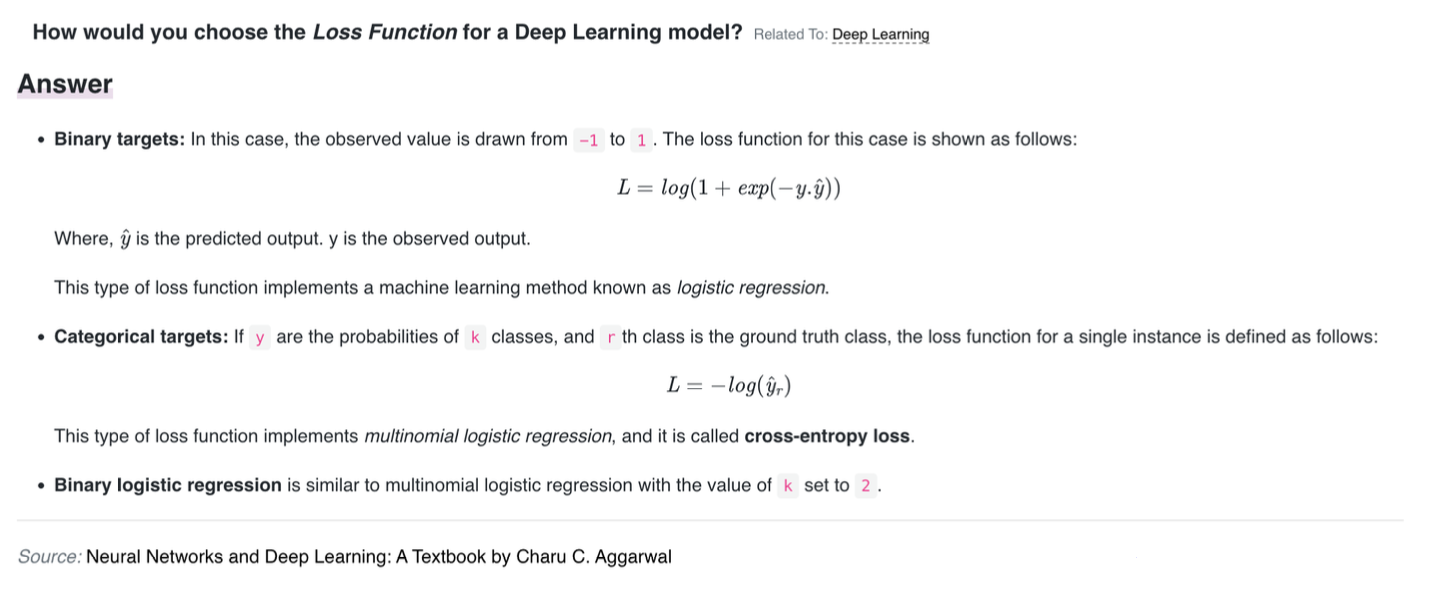 How would you choose the Loss Function for a Deep Learning model? Related To: Deep Learning
Answer
• Binary targets: In this case, the observed value is drawn from -1 to 1 . The loss function for this case is shown as follows:
L = log(1 + exp(−y.ŷ))
Where, ŷ is the predicted output. y is the observed output.
This type of loss function implements a machine learning method known as logistic regression.
• Categorical targets: If y are the probabilities of k classes, and r th class is the ground truth class, the loss function for a single instance is defined as follows:
L = −log(ŷᵣ)
This type of loss function implements multinomial logistic regression, and it is called cross-entropy loss.
• Binary logistic regression is similar to multinomial logistic regression with the value of k set to 2 .
Source: Neural Networks and Deep Learning: A Textbook by Charu C. Aggarwal